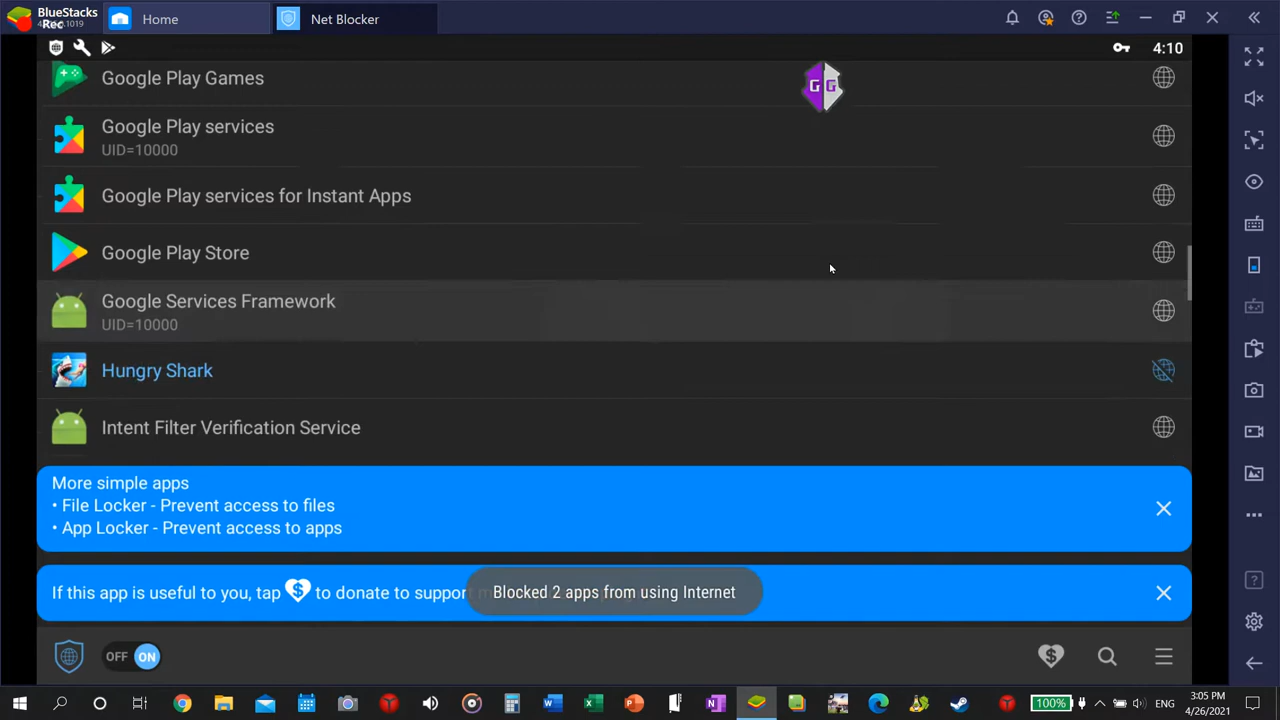 BlueStacks
Rec
Home
Net Blocker
4:10
Google Play Games
G G
Google Play services
UID=10000
Google Play services for Instant Apps
Google Play Store
Google Services Framework
UID=10000
Hungry Shark
Intent Filter Verification Service
More simple apps
• File Locker - Prevent access to files
• App Locker - Prevent access to apps
If this app is useful to you, tap to donate to support
Blocked 2 apps from using Internet
OFF ON
100%
ENG
3:05 PM
4/26/2021